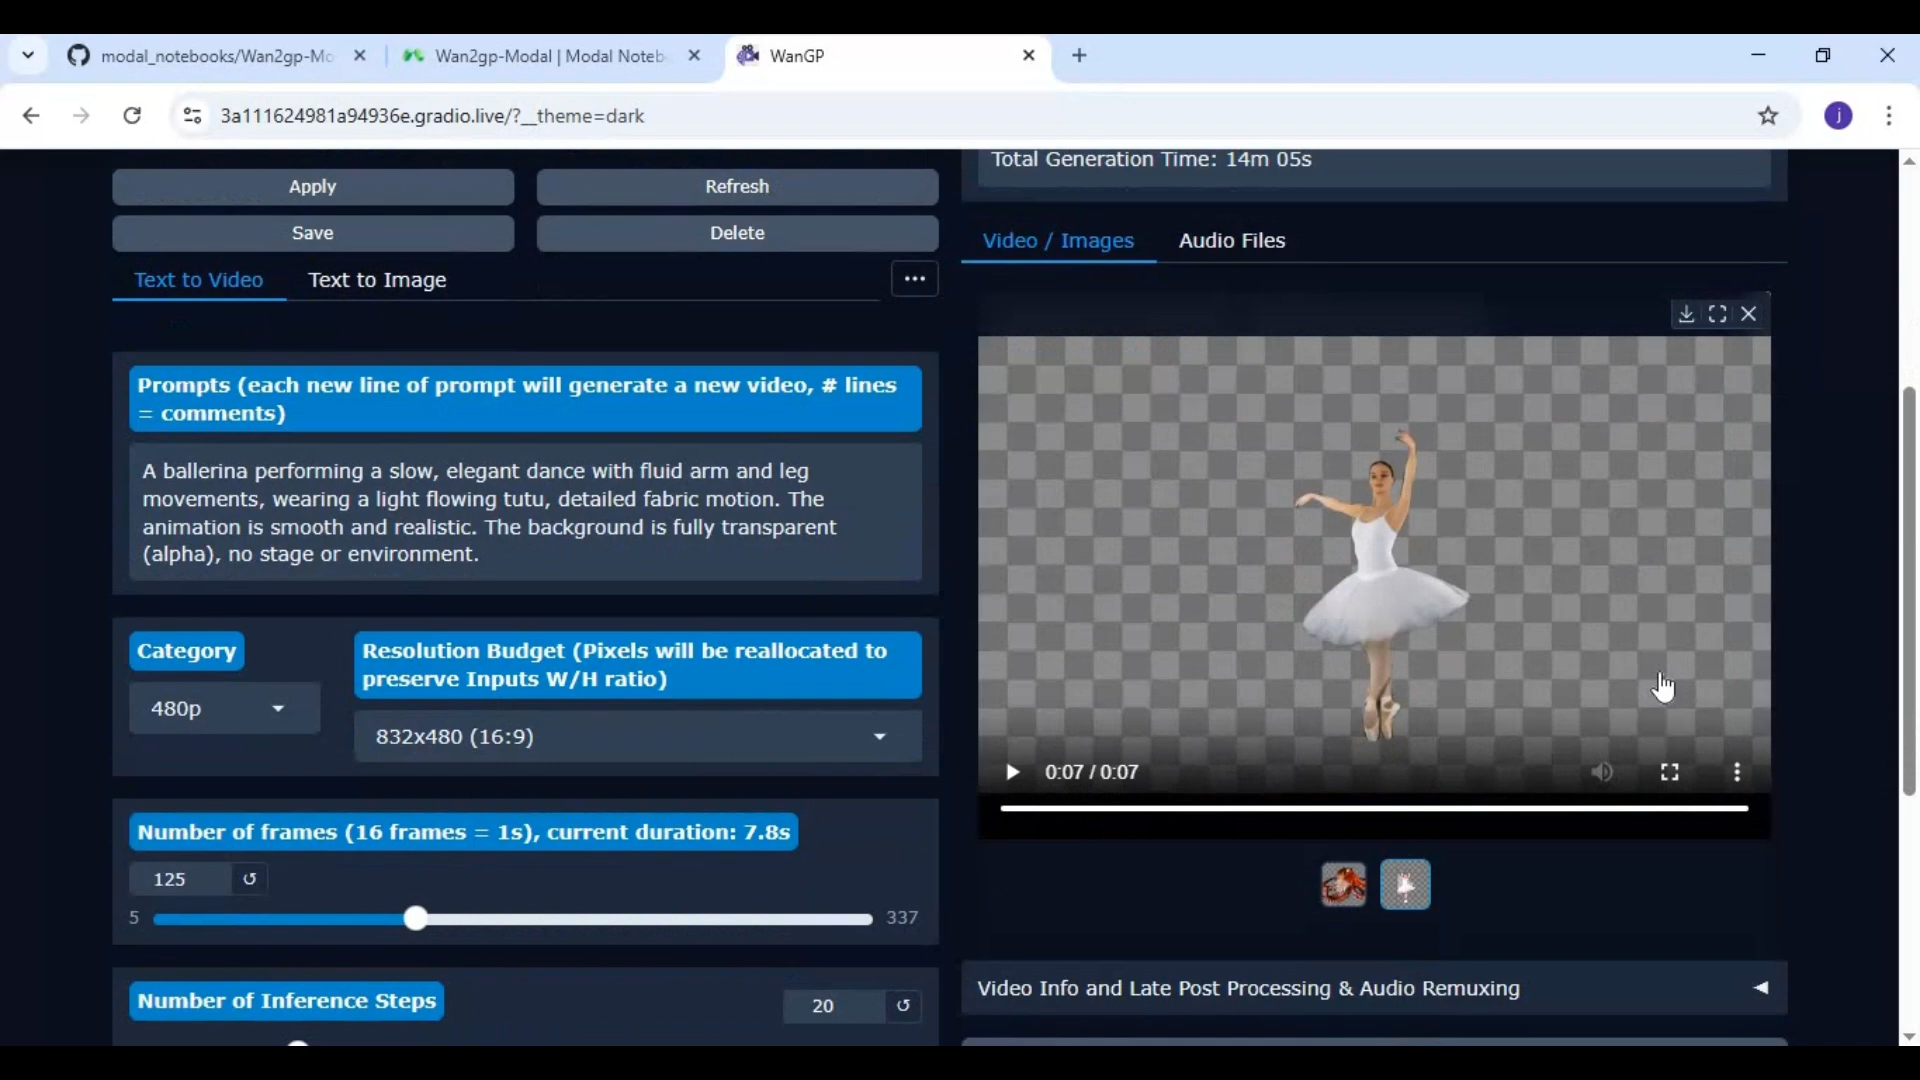 modal_notebooks/Wan2gp-Mo
Wan2gp-Modal | Modal Noteb
WanGP
3a111624981a94936e.gradio.live/?__theme=dark
j
Apply
Refresh
Save
Delete
Text to Video
Text to Image
Prompts (each new line of prompt will generate a new video, # lines
= comments)
A ballerina performing a slow, elegant dance with fluid arm and leg
movements, wearing a light flowing tutu, detailed fabric motion. The
animation is smooth and realistic. The background is fully transparent
(alpha), no stage or environment.
Category
480p
Resolution Budget (Pixels will be reallocated to
preserve Inputs W/H ratio)
832x480 (16:9)
Number of frames (16 frames = 1s), current duration: 7.8s
125
5
337
Number of Inference Steps
20
Total Generation Time: 14m 05s
Video / Images
Audio Files
0:07 / 0:07
Video Info and Late Post Processing & Audio Remuxing